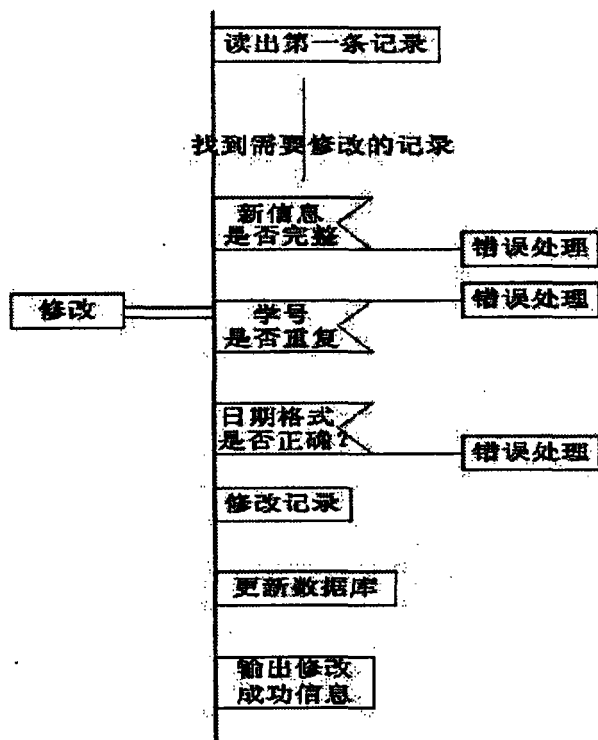 读出第一条记录
找到需要修改的记录
新信息
是否完整
错误处理
错误处理
修改
学号
是否重复
日期格式
是否正确?
错误处理
修改记录
更新数据库
输出修改
成功信息